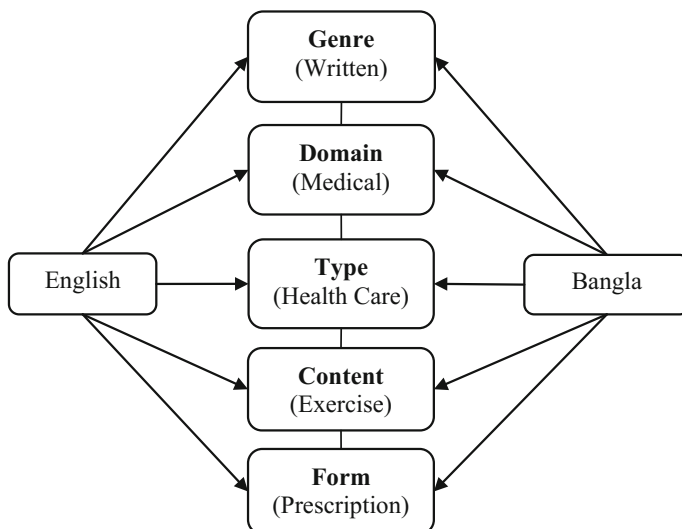 Genre
(Written)
Domain
(Medical)
English
Type
(Health Care)
Bangla
Content
(Exercise)
Form
(Prescription)